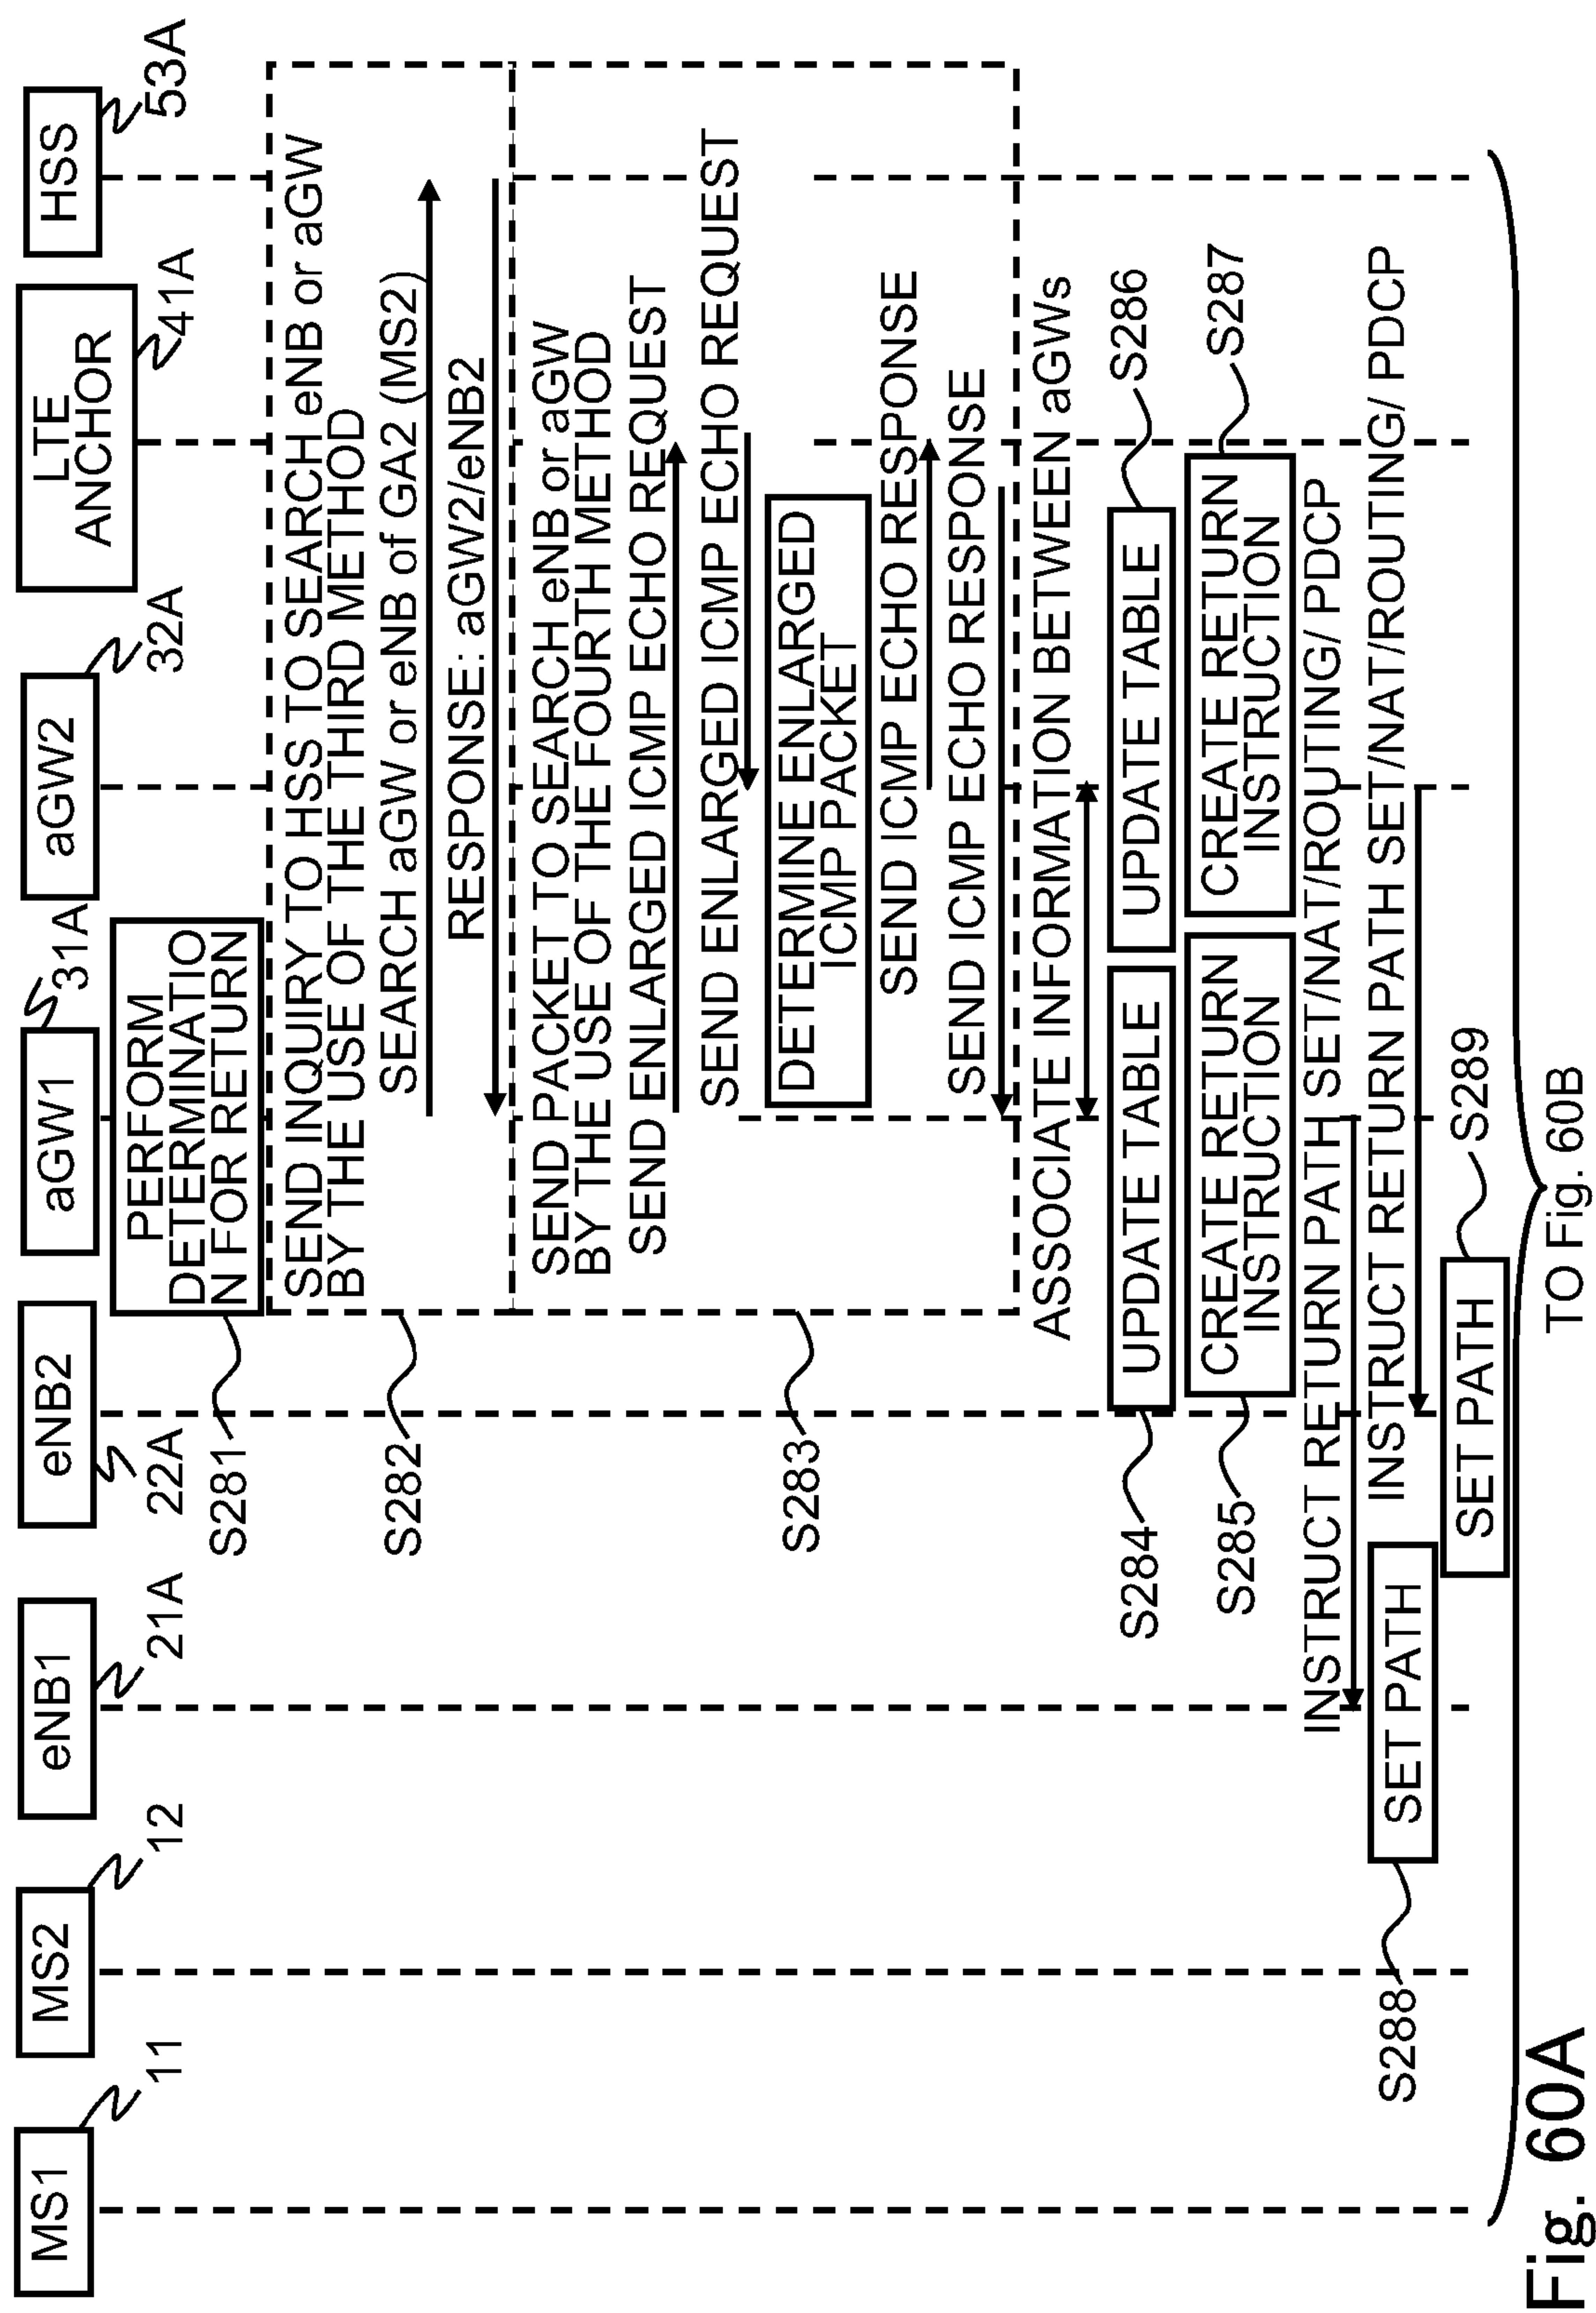 MS1
11
MS2
12
eNB1
21A
eNB2
22A
aGW1
31A
aGW2
32A
LTE
ANCHOR
41A
HSS
53A
PERFORM
DETERMINATIO
N FOR RETURN
S281
SEND INQUIRY TO HSS TO SEARCH eNB or aGW
BY THE USE OF THE THIRD METHOD
S282
SEARCH aGW or eNB of GA2 (MS2)
RESPONSE: aGW2/eNB2
SEND PACKET TO SEARCH eNB or aGW
BY THE USE OF THE FOURTH METHOD
SEND ENLARGED ICMP ECHO REQUEST
SEND ENLARGED ICMP ECHO REQUEST
S283
DETERMINE ENLARGED
ICMP PACKET
SEND ICMP ECHO RESPONSE
SEND ICMP ECHO RESPONSE
ASSOCIATE INFORMATION BETWEEN aGWs
S284
UPDATE TABLE
UPDATE TABLE
S286
S285
CREATE RETURN
INSTRUCTION
CREATE RETURN
INSTRUCTION
S287
INSTRUCT RETURN PATH SET/NAT/ROUTING/ PDCP
INSTRUCT RETURN PATH SET/NAT/ROUTING/ PDCP
S288
SET PATH
SET PATH
S289
TO Fig. 60B
Fig. 60A